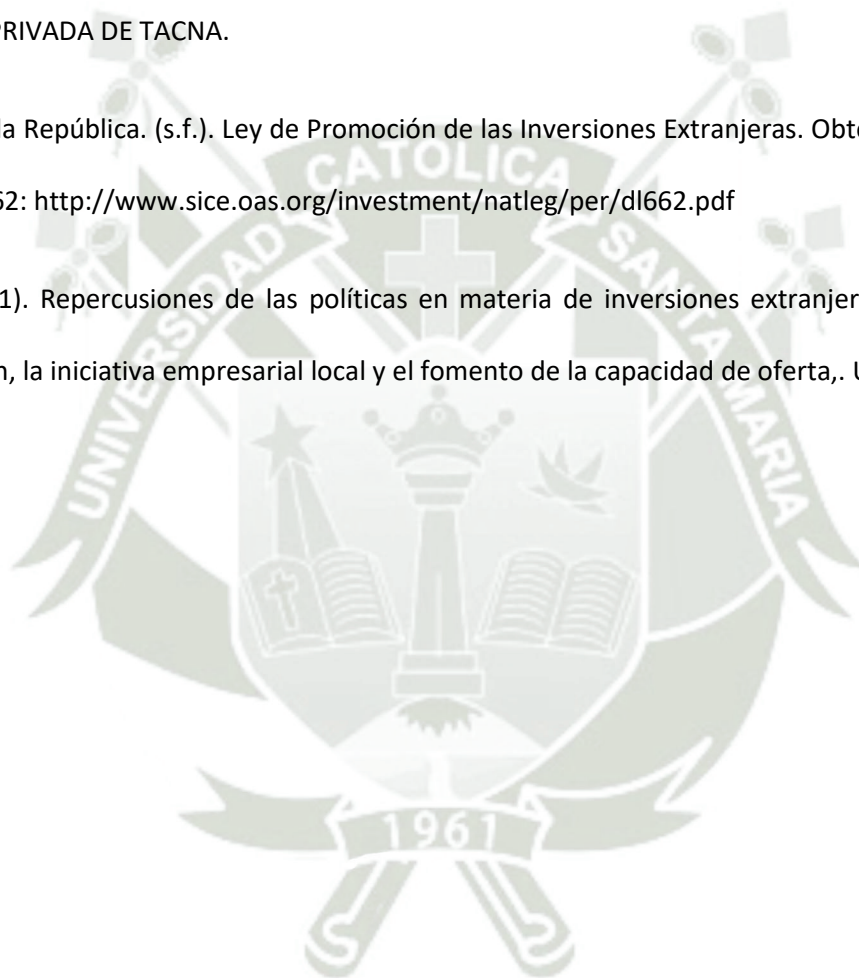 PRIVADA DE TACNA.
la República. (s.f.). Ley de Promoción de las Inversiones Extranjeras. Obte
62: http://www.sice.oas.org/investment/natleg/per/dl662.pdf
1). Repercusiones de las políticas en materia de inversiones extranjer
n, la iniciativa empresarial local y el fomento de la capacidad de oferta,. U
UNIVERSIDAD CATOLICA SANTA MARIA
1961